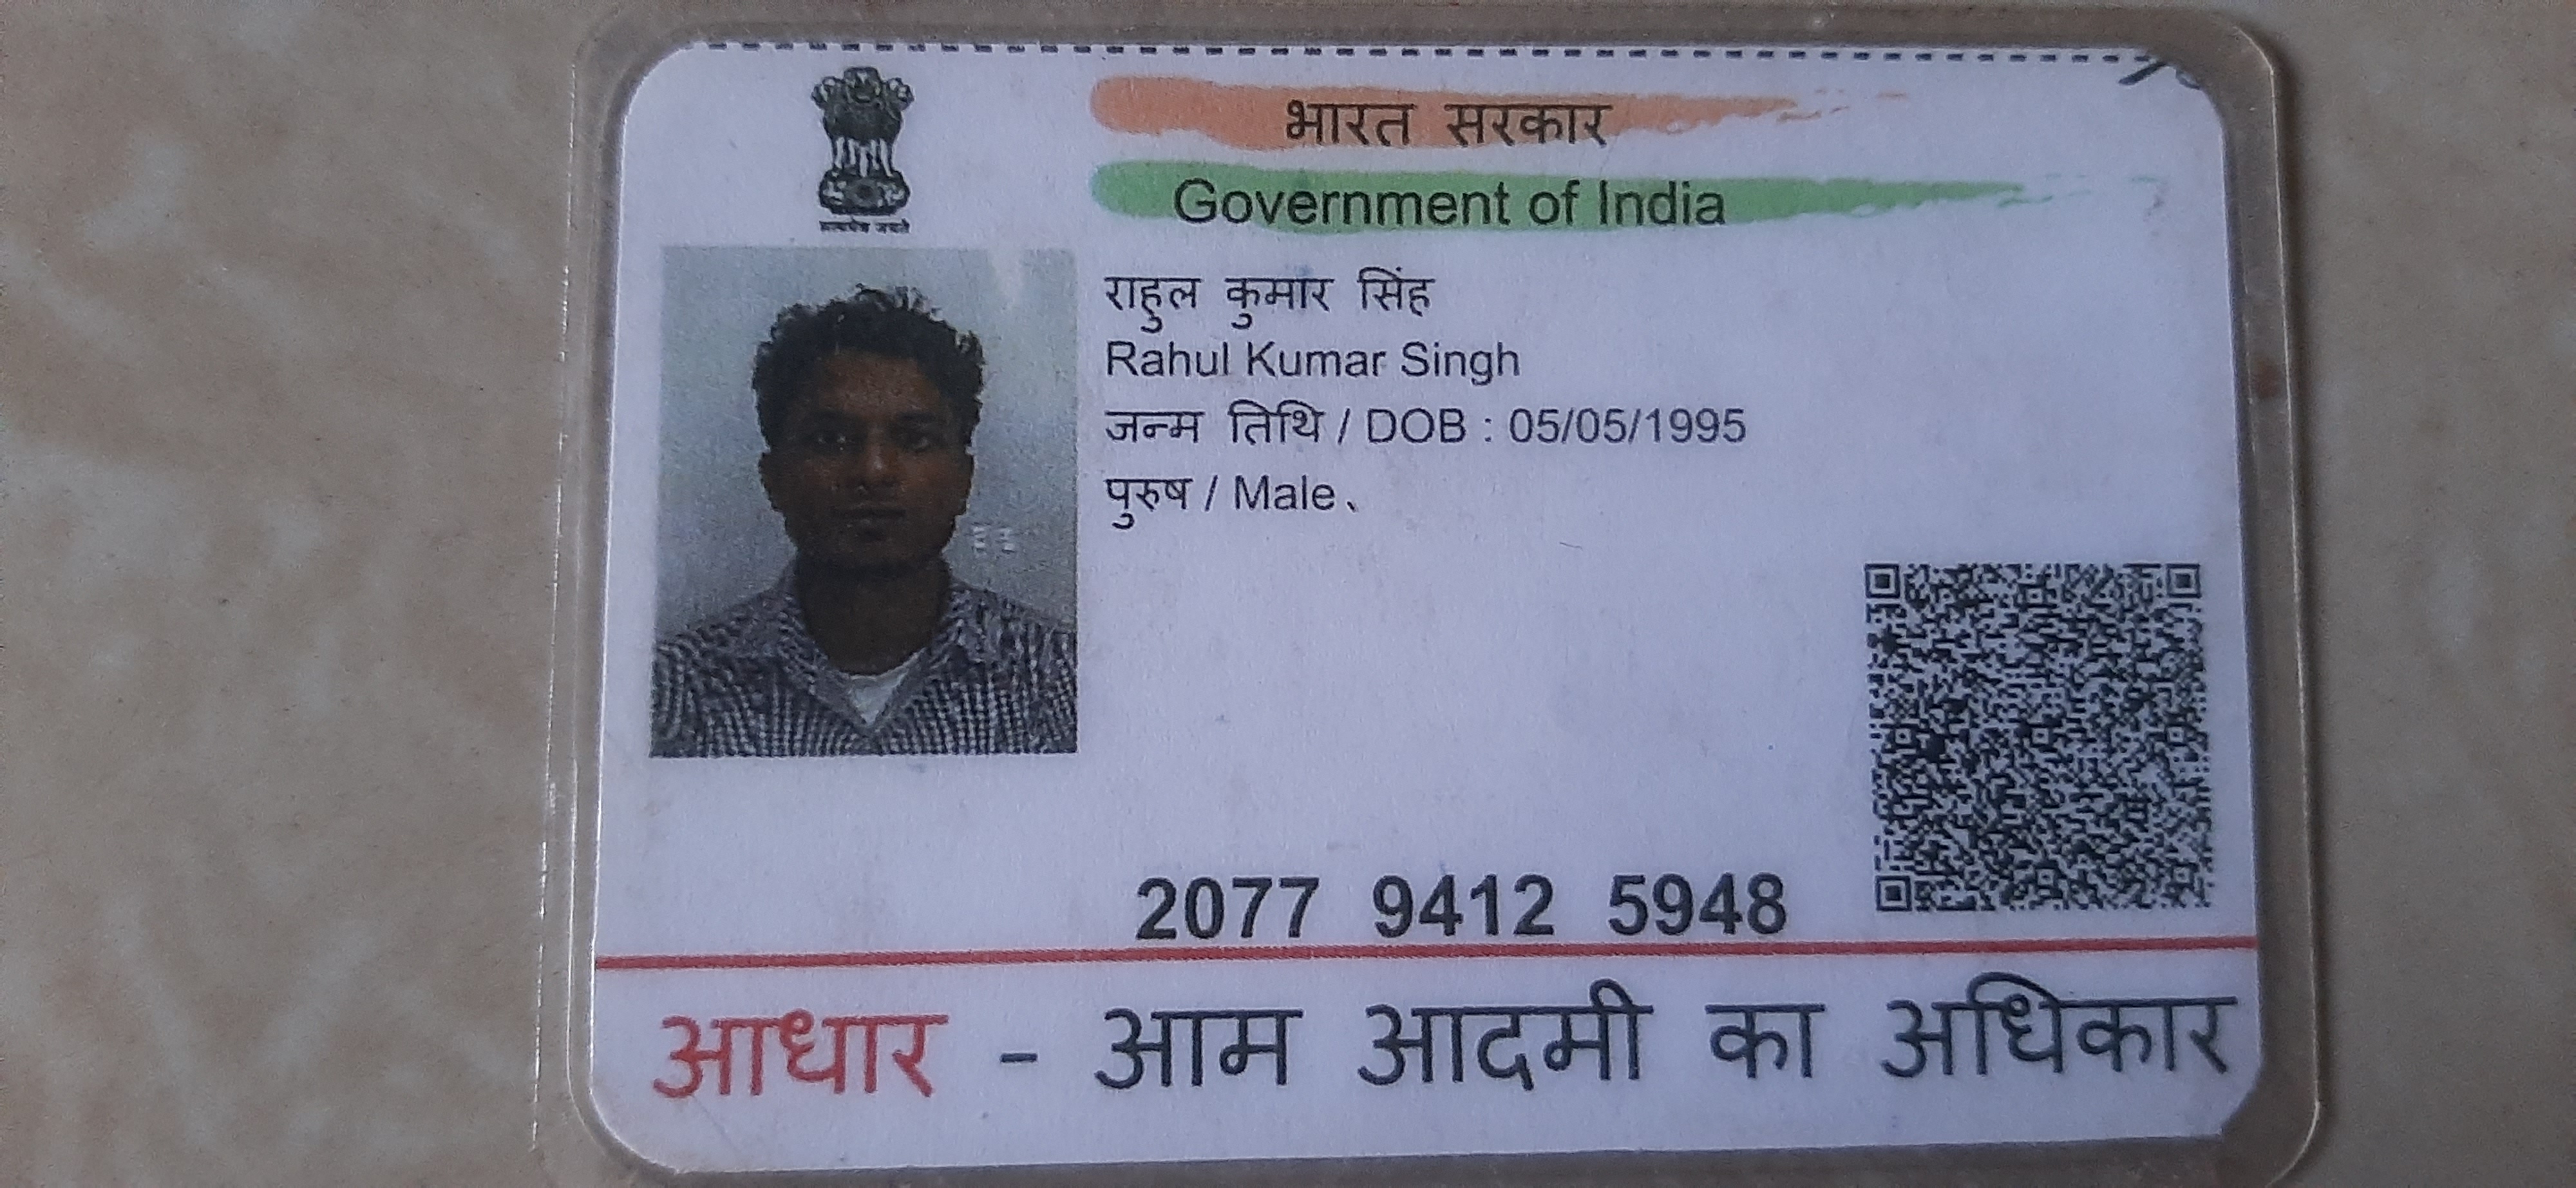 भारत सरकार
Government of India
राहुल कुमार सिंह
Rahul Kumar Singh
जन्म तिथि / DOB : 05/05/1995
पुरुष / Male
2077 9412 5948
आधार - आम आदमी का अधिकार